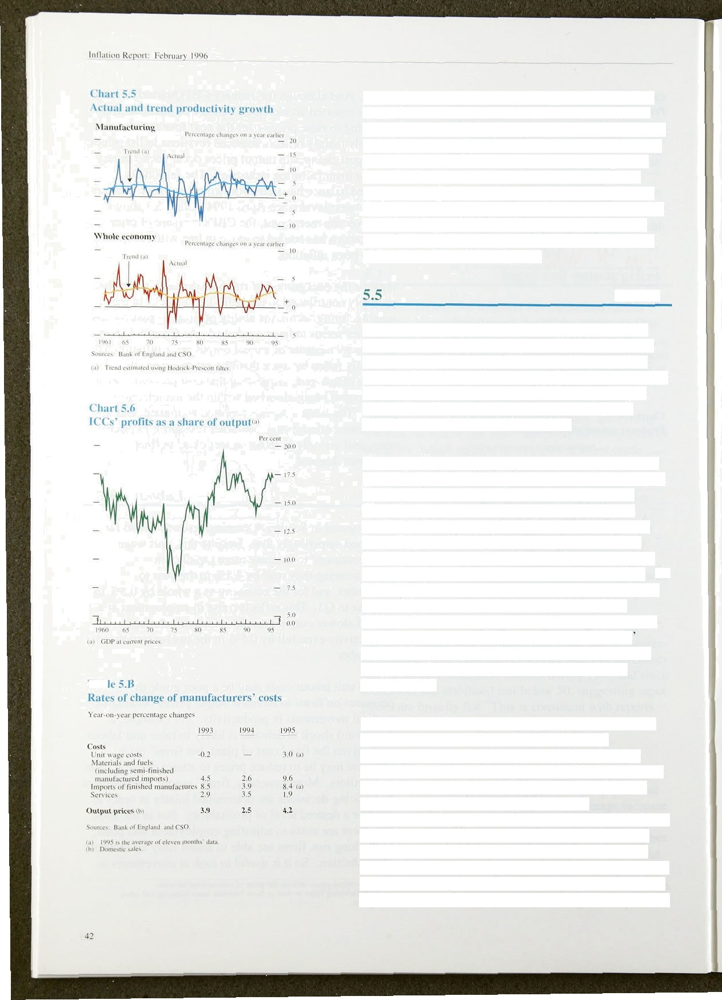 Inflation Report: February 1996
Chart 5.5
Actual and trend productivity growth
Manufacturing
Percentage changes on a year earlier
20
Trend (a)
Actual
15
10
5
+
0
–
5
10
Whole economy
Percentage changes on a year earlier
10
Trend (a)
Actual
5
+
0
–
5
1961 65 70 75 80 85 90 95
Sources: Bank of England and CSO.
(a) Trend estimated using Hodrick-Prescott filter.
Chart 5.6
ICCs' profits as a share of output(a)
Per cent
20.0
17.5
15.0
12.5
10.0
7.5
5.0
0.0
1960 65 70 75 80 85 90 95
(a) GDP at current prices.
le 5.B
Rates of change of manufacturers' costs
Year-on-year percentage changes
1993 1994 1995
Costs
Unit wage costs -0.2 — 3.0 (a)
Materials and fuels
(including semi-finished
manufactured imports) 4.5 2.6 9.6
Imports of finished manufactures 8.5 3.9 8.4 (a)
Services 2.9 3.5 1.9
Output prices (b) 3.9 2.5 4.2
Sources: Bank of England and CSO.
(a) 1995 is the average of eleven months' data.
(b) Domestic sales.
42
5.5